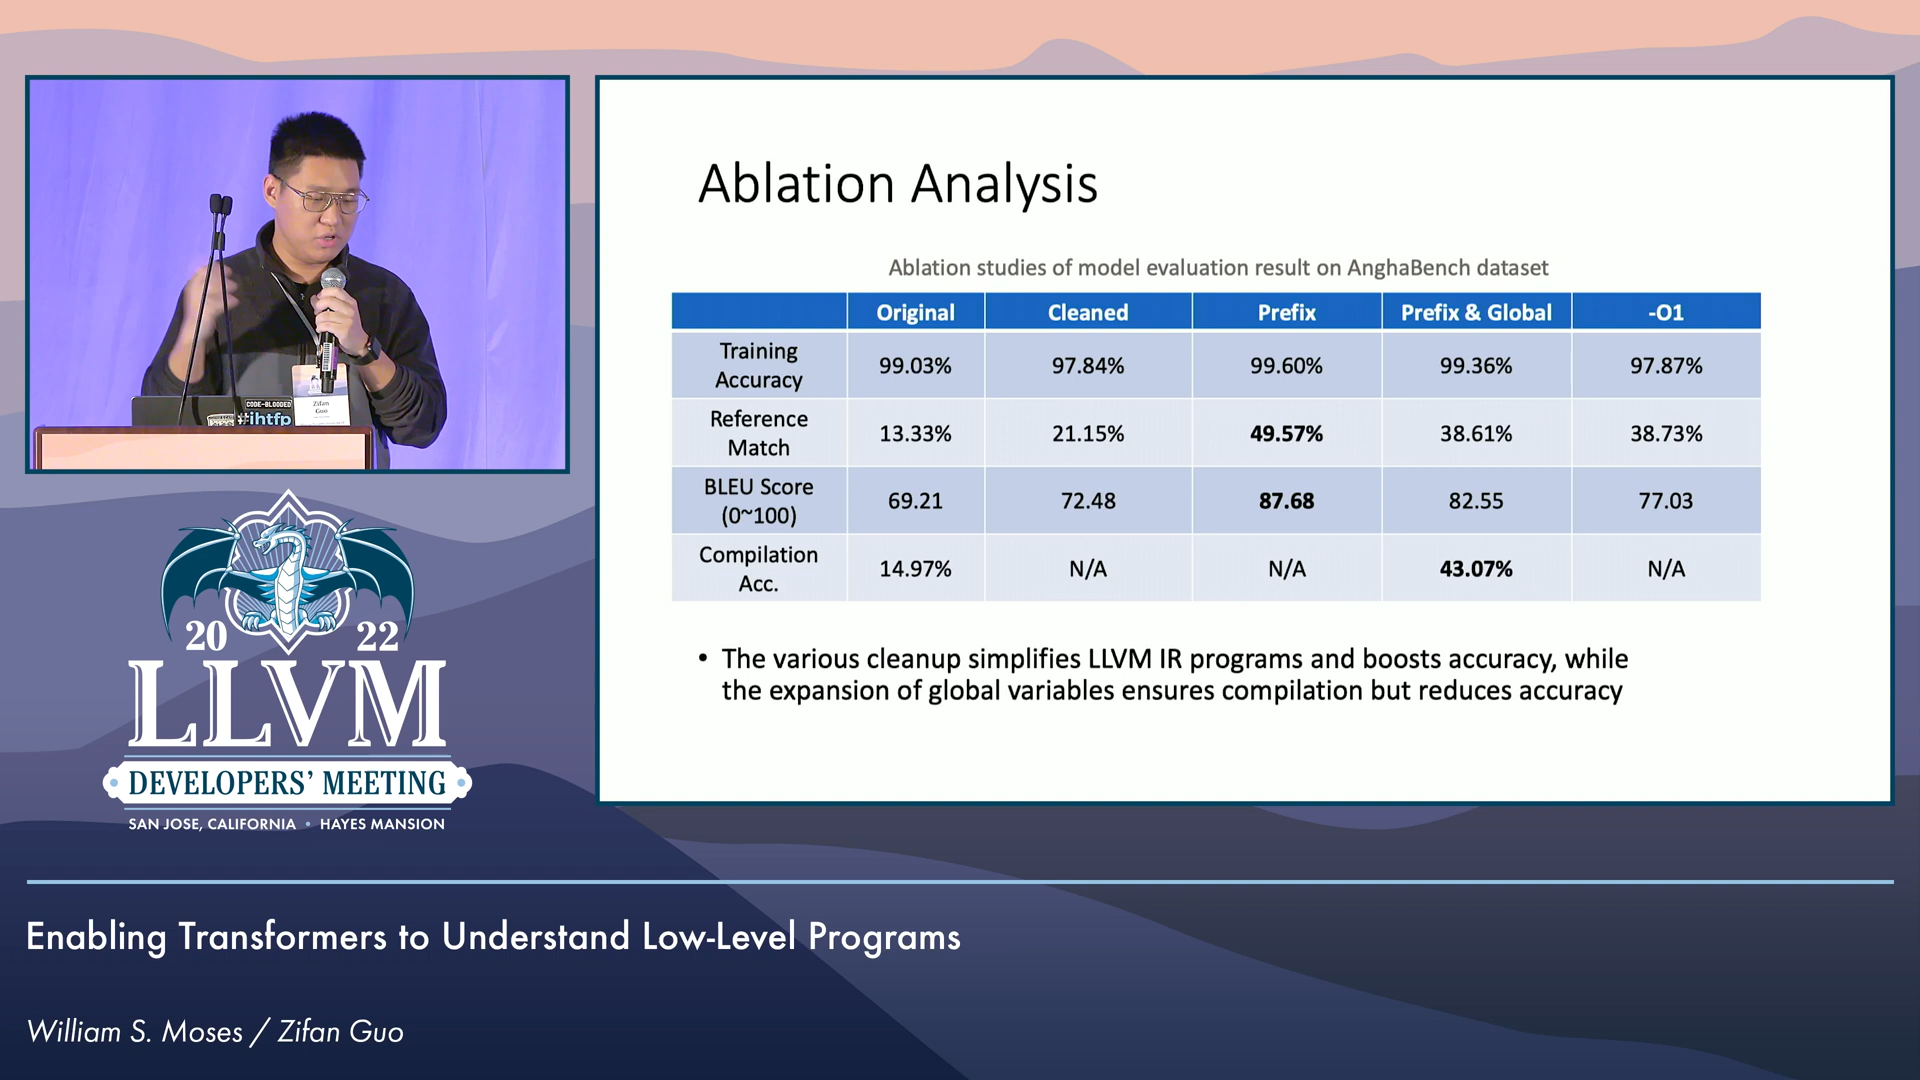 Ablation Analysis
Ablation studies of model evaluation result on AnghaBench dataset
Original Cleaned Prefix Prefix & Global -O1
Training Accuracy 99.03% 97.84% 99.60% 99.36% 97.87%
Reference Match 13.33% 21.15% 49.57% 38.61% 38.73%
BLEU Score (0~100) 69.21 72.48 87.68 82.55 77.03
Compilation Acc. 14.97% N/A N/A 43.07% N/A
• The various cleanup simplifies LLVM IR programs and boosts accuracy, while
the expansion of global variables ensures compilation but reduces accuracy
CODE-BLOODED
#ihtfp
Zifan
Guo
20 22
LLVM
DEVELOPERS' MEETING
SAN JOSE, CALIFORNIA • HAYES MANSION
Enabling Transformers to Understand Low-Level Programs
William S. Moses / Zifan Guo